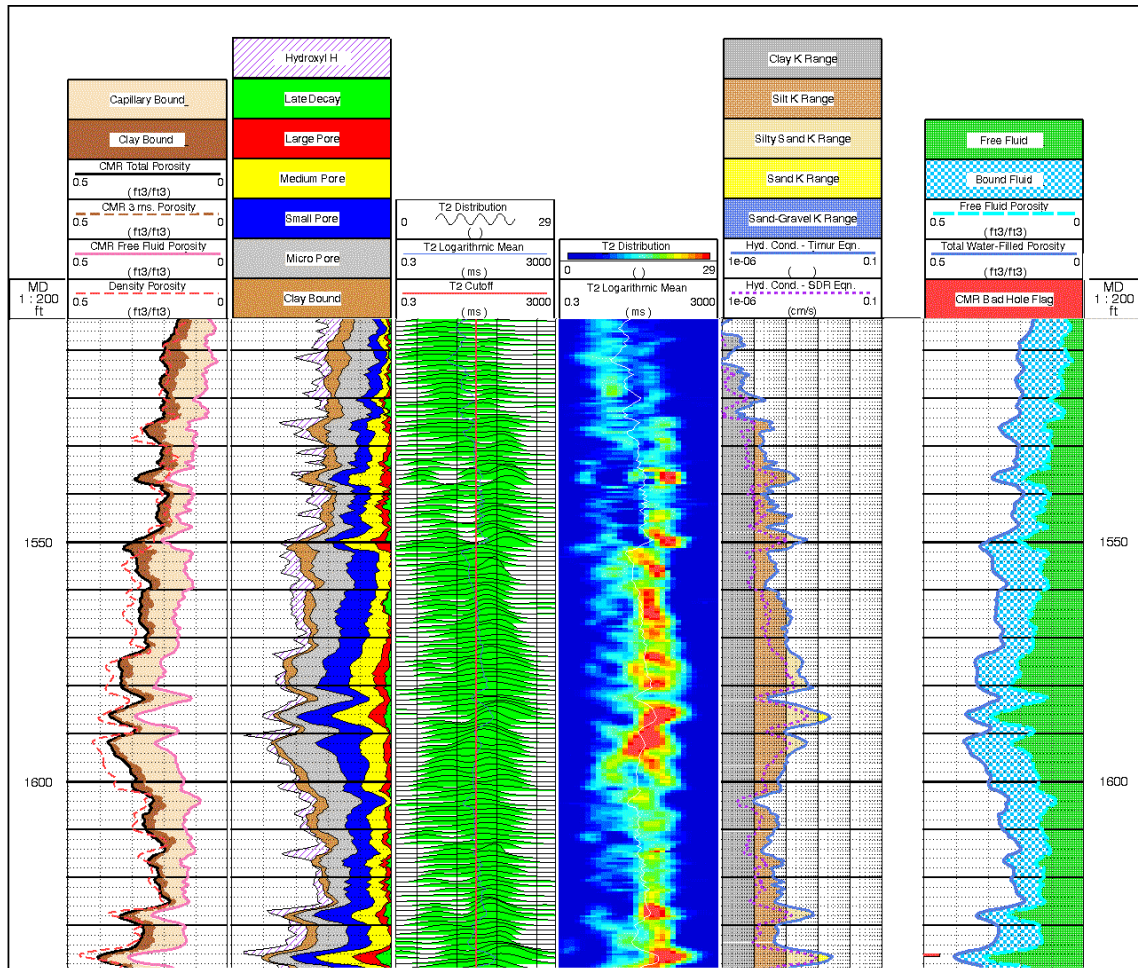 MD
1 : 200
ft
Capillary Bound
Clay Bound
CMR Total Porosity
0.5 0
(ft3/ft3)
CMR 3 ms. Porosity
0.5 0
(ft3/ft3)
CMR Free Fluid Porosity
0.5 0
(ft3/ft3)
Density Porosity
0.5 0
(ft3/ft3)
Hydroxyl H
Late Decay
Large Pore
Medium Pore
Small Pore
Micro Pore
Clay Bound
T2 Distribution
0 29
( )
T2 Logarithmic Mean
0.3 3000
(ms)
T2 Cutoff
0.3 3000
(ms)
T2 Distribution
0 29
( )
T2 Logarithmic Mean
0.3 3000
(ms)
Clay K Range
Silt K Range
Silty Sand K Range
Sand K Range
Sand-Gravel K Range
Hyd. Cond. - Timur Eqn.
1e-06 0.1
( )
Hyd. Cond. - SDR Eqn.
1e-06 0.1
(cm/s)
Free Fluid
Bound Fluid
Free Fluid Porosity
0.5 0
(ft3/ft3)
Total Water-Filled Porosity
0.5 0
(ft3/ft3)
CMR Bad Hole Flag
MD
1 : 200
ft
1550 1550
1600 1600